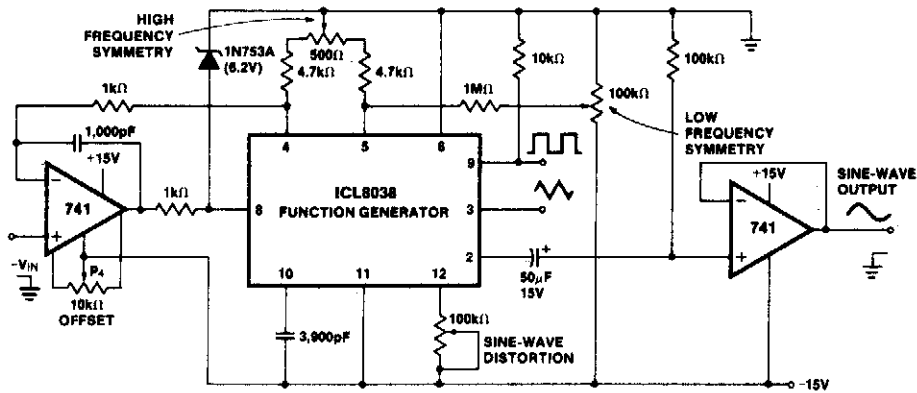 HIGH
FREQUENCY
SYMMETRY
1N753A
(6.2V)
500Ω
4.7kΩ
4.7kΩ
10kΩ
100kΩ
100kΩ
1kΩ
1MΩ
LOW
FREQUENCY
SYMMETRY
1,000pF
+15V
4
5
6
9
741
1kΩ
8
ICL8038
FUNCTION GENERATOR
3
+15V
SINE-WAVE
OUTPUT
741
-VIN
P4
10kΩ
OFFSET
2
+
50μF
15V
10
11
12
3,900pF
100kΩ
SINE-WAVE
DISTORTION
-15V